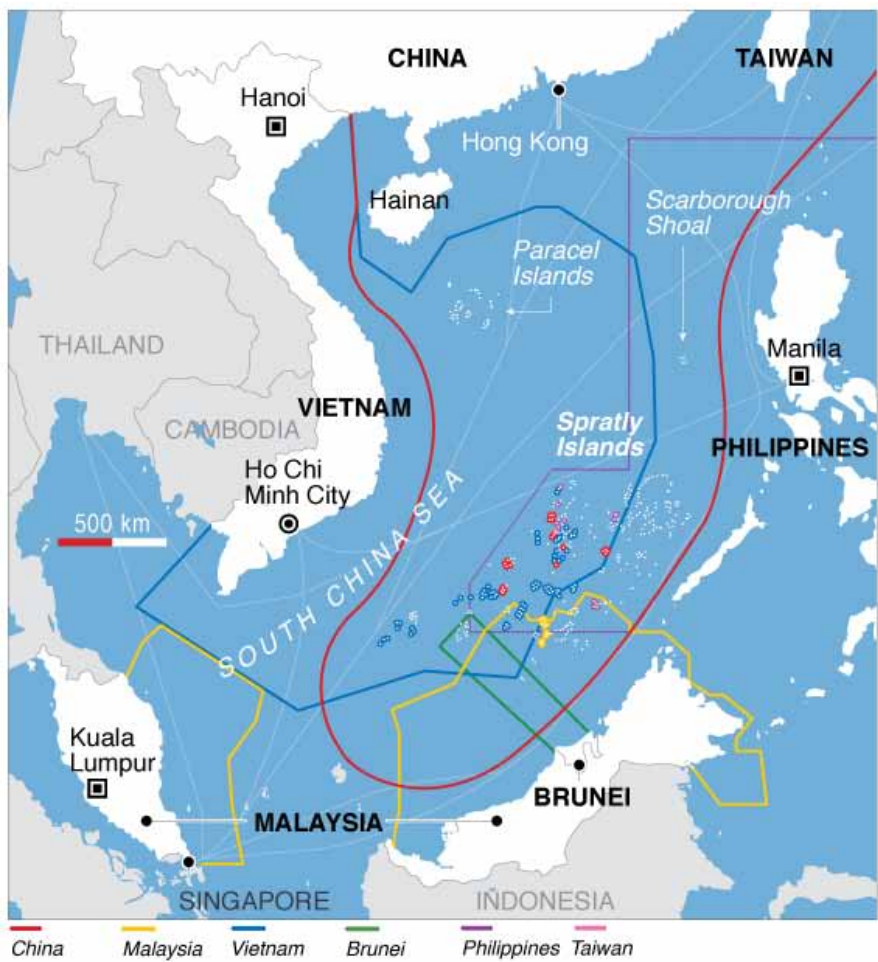 CHINA
TAIWAN
Hanoi
Hong Kong
Hainan
Scarborough
Shoal
Paracel
Islands
THAILAND
Manila
VIETNAM
CAMBODIA
Spratly
Islands
PHILIPPINES
Ho Chi
Minh City
500 km
SOUTH CHINA SEA
Kuala
Lumpur
BRUNEI
MALAYSIA
SINGAPORE
INDONESIA
China
Malaysia
Vietnam
Brunei
Philippines
Taiwan